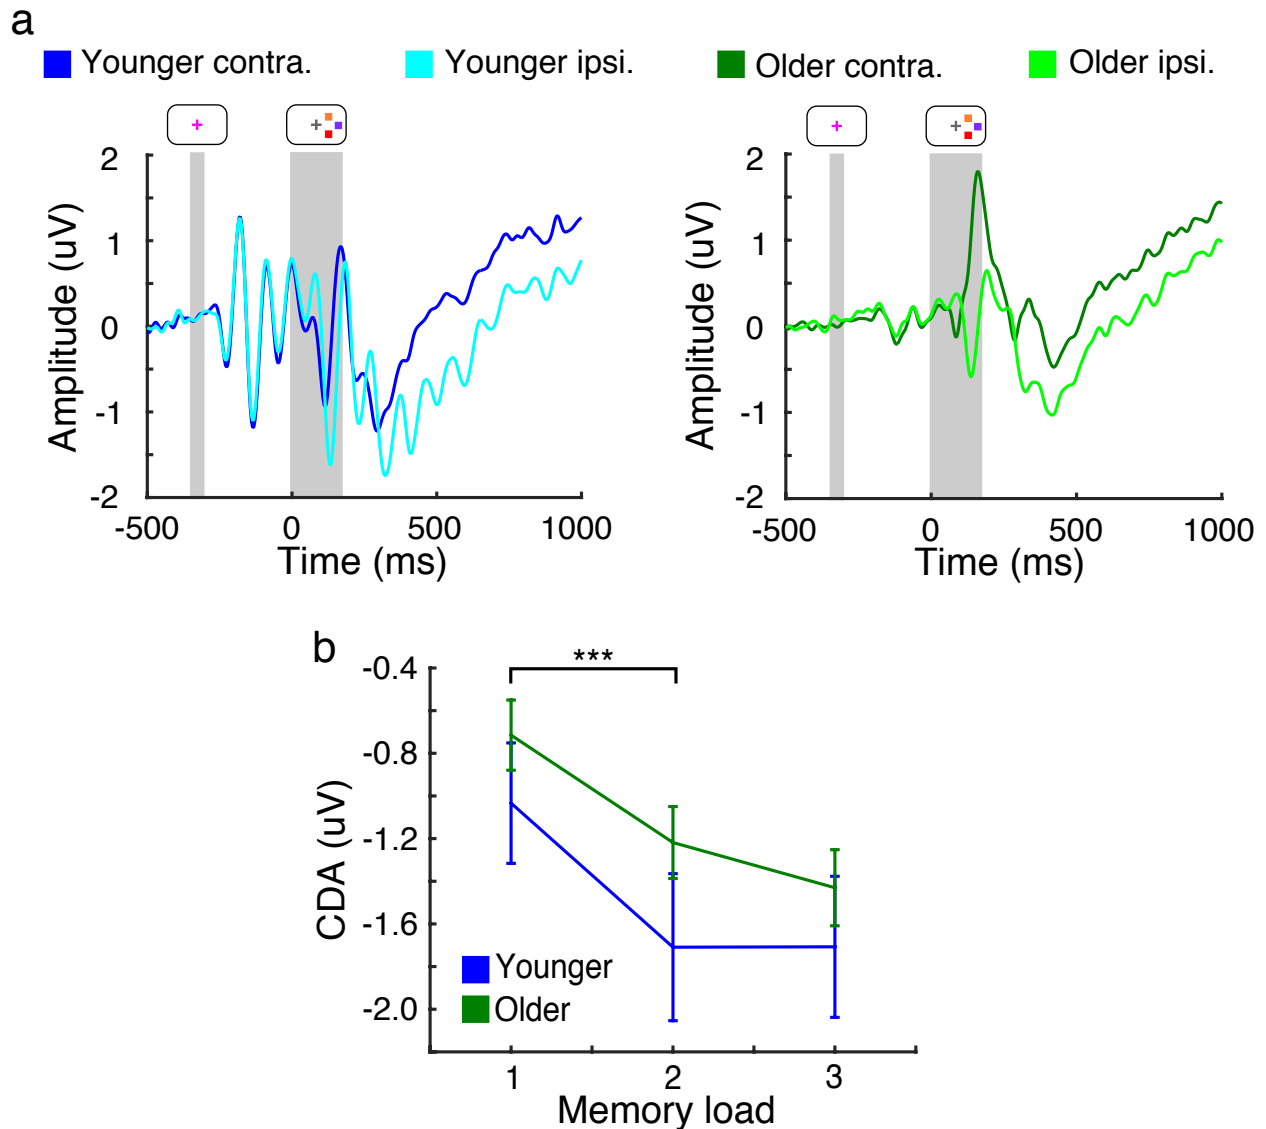 a
Younger contra.
Younger ipsi.
Older contra.
Older ipsi.
2
1
0
-1
-2
Amplitude (uV)
-500 0 500 1000
Time (ms)
2
1
0
-1
-2
Amplitude (uV)
-500 0 500 1000
Time (ms)
b
***
-0.4
-0.8
-1.2
-1.6
-2.0
CDA (uV)
Younger
Older
1 2 3
Memory load